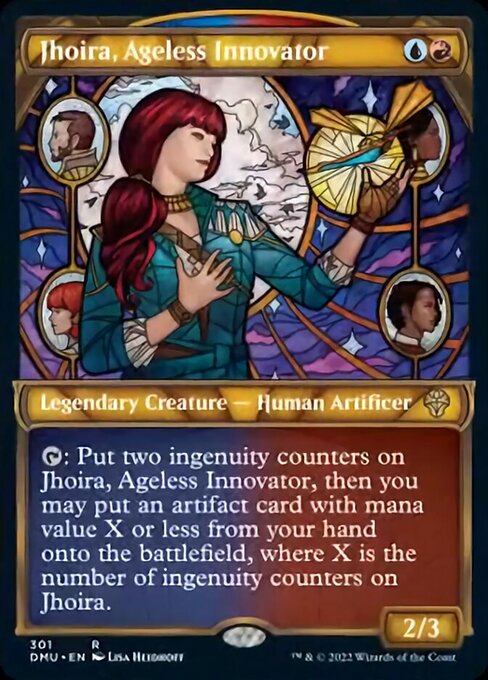 Jhoira, Ageless Innovator
Legendary Creature — Human Artificer
: Put two ingenuity counters on
Jhoira, Ageless Innovator, then you
may put an artifact card with mana
value X or less from your hand
onto the battlefield, where X is the
number of ingenuity counters on
Jhoira.
2/3
301 R
DMU • EN Lisa Heidhoff
™ & © 2022 Wizards of the Coast